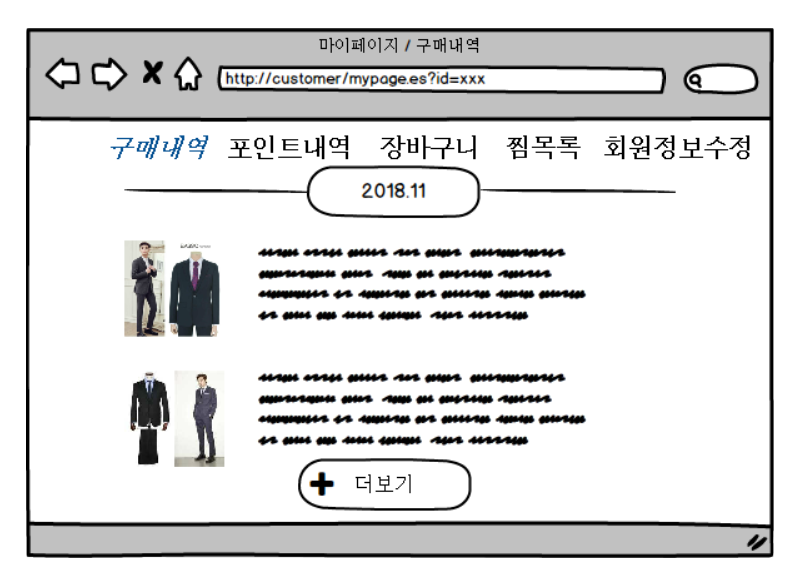 마이페이지 / 구매내역
http://customer/mypage.es?id=xxx
구매내역 포인트내역 장바구니 찜목록 회원정보수정
2018.11
더보기